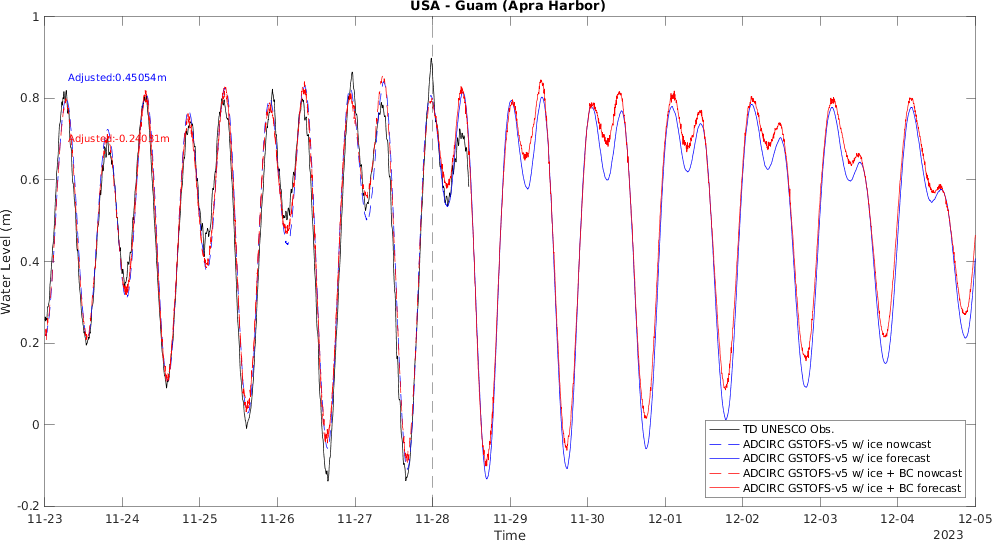 USA - Guam (Apra Harbor)
1
Adjusted:0.45054m
0.8
Adjusted:-0.24031m
0.6
Water Level (m)
0.4
0.2
0
-0.2
TD UNESCO Obs.
ADCIRC GSTOFS-v5 w/ ice nowcast
ADCIRC GSTOFS-v5 w/ ice forecast
ADCIRC GSTOFS-v5 w/ ice + BC nowcast
ADCIRC GSTOFS-v5 w/ ice + BC forecast
11-23 11-24 11-25 11-26 11-27 11-28 11-29 11-30 12-01 12-02 12-03 12-04 12-05
Time
2023